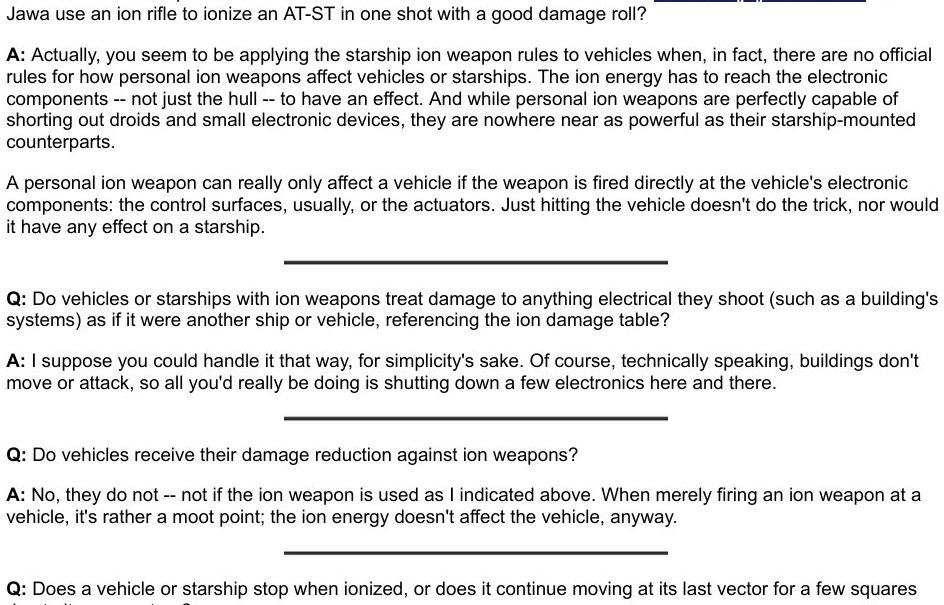 Jawa use an ion rifle to ionize an AT-ST in one shot with a good damage roll?
A: Actually, you seem to be applying the starship ion weapon rules to vehicles when, in fact, there are no official
rules for how personal ion weapons affect vehicles or starships. The ion energy has to reach the electronic
components -- not just the hull -- to have an effect. And while personal ion weapons are perfectly capable of
shorting out droids and small electronic devices, they are nowhere near as powerful as their starship-mounted
counterparts.
A personal ion weapon can really only affect a vehicle if the weapon is fired directly at the vehicle's electronic
components: the control surfaces, usually, or the actuators. Just hitting the vehicle doesn't do the trick, nor would
it have any effect on a starship.
Q: Do vehicles or starships with ion weapons treat damage to anything electrical they shoot (such as a building's
systems) as if it were another ship or vehicle, referencing the ion damage table?
A: I suppose you could handle it that way, for simplicity's sake. Of course, technically speaking, buildings don't
move or attack, so all you'd really be doing is shutting down a few electronics here and there.
Q: Do vehicles receive their damage reduction against ion weapons?
A: No, they do not -- not if the ion weapon is used as I indicated above. When merely firing an ion weapon at a
vehicle, it's rather a moot point; the ion energy doesn't affect the vehicle, anyway.
Q: Does a vehicle or starship stop when ionized, or does it continue moving at its last vector for a few squares